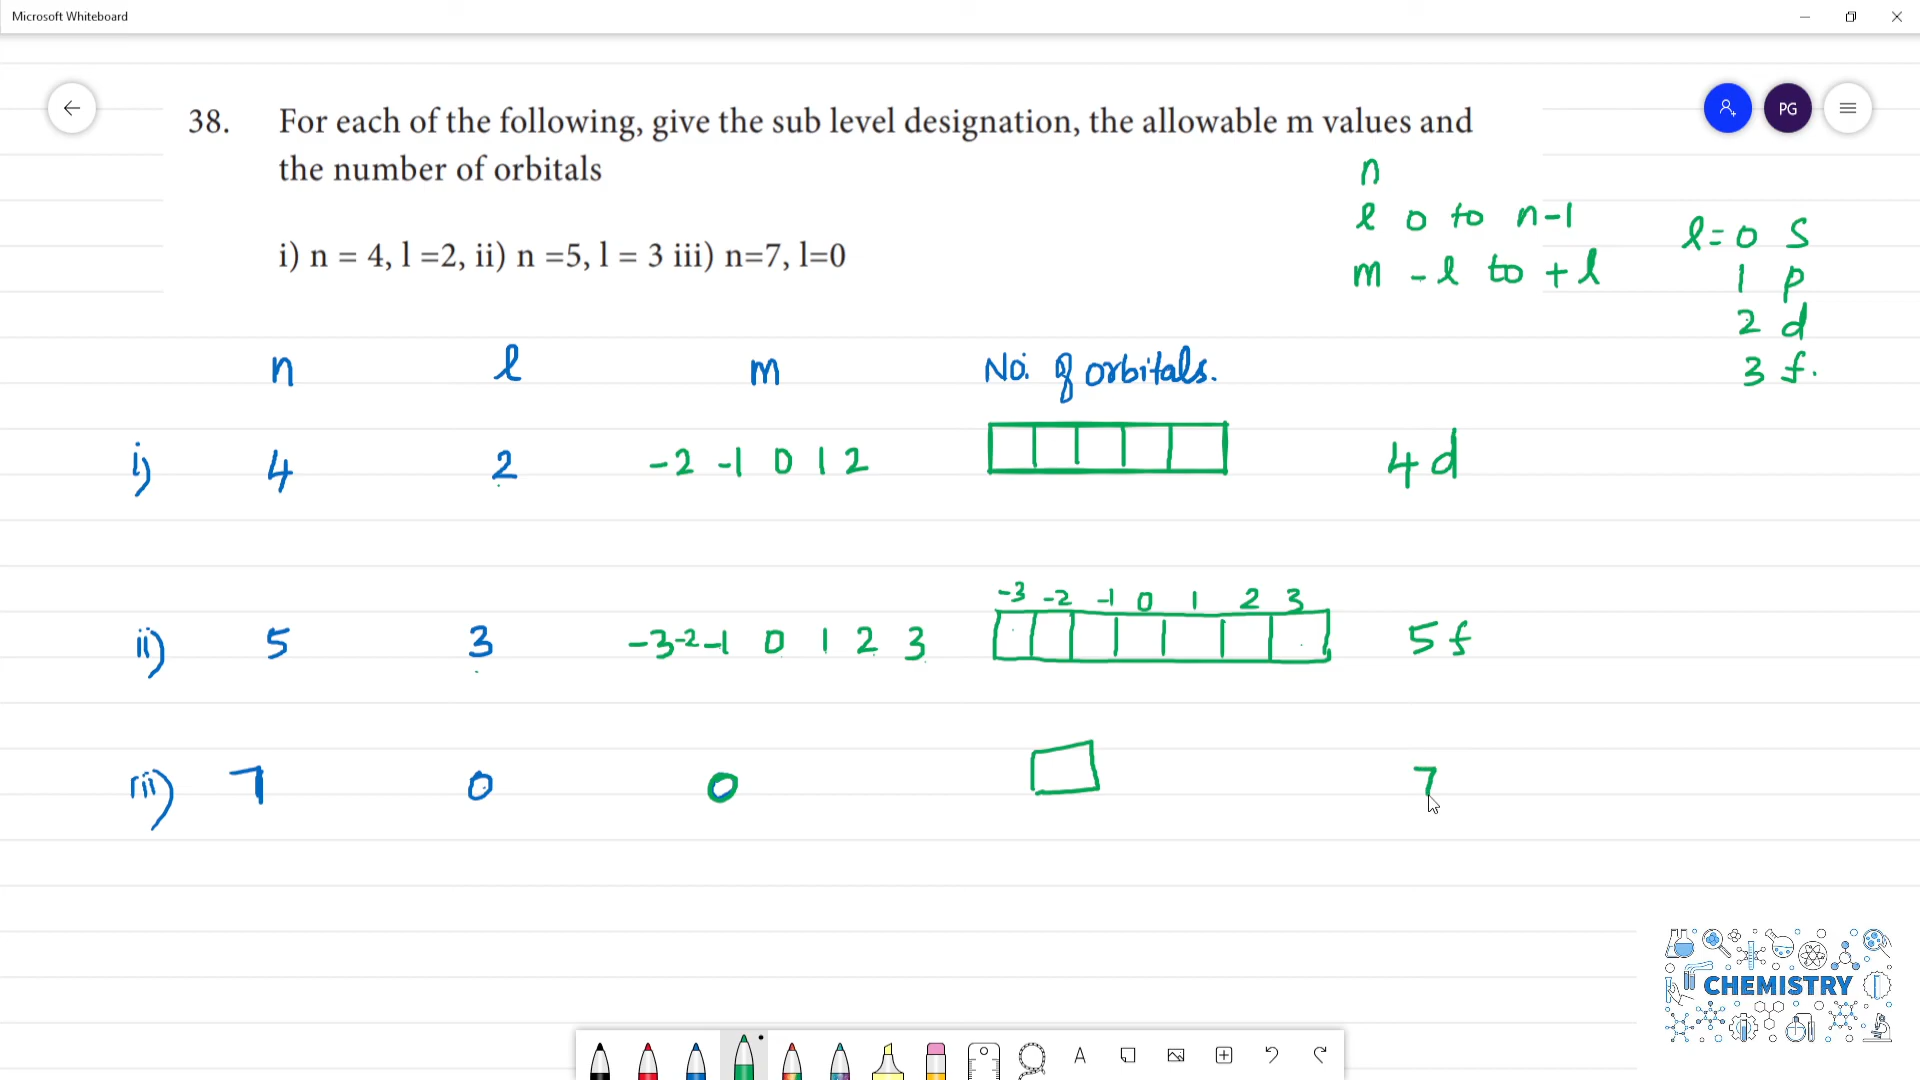 Microsoft Whiteboard
PG
38. For each of the following, give the sub level designation, the allowable m values and
the number of orbitals
i) n = 4, l =2, ii) n =5, l = 3 iii) n=7, l=0
n
l 0 to n-1
m -l to +l
l=0 s
1 p
2 d
3 f.
n l m No. of orbitals.
i) 4 2 -2 -1 0 1 2 4d
-3 -2 -1 0 1 2 3
ii) 5 3 -3 -2 -1 0 1 2 3 5f
iii) 7 0 0 7
CHEMISTRY
A